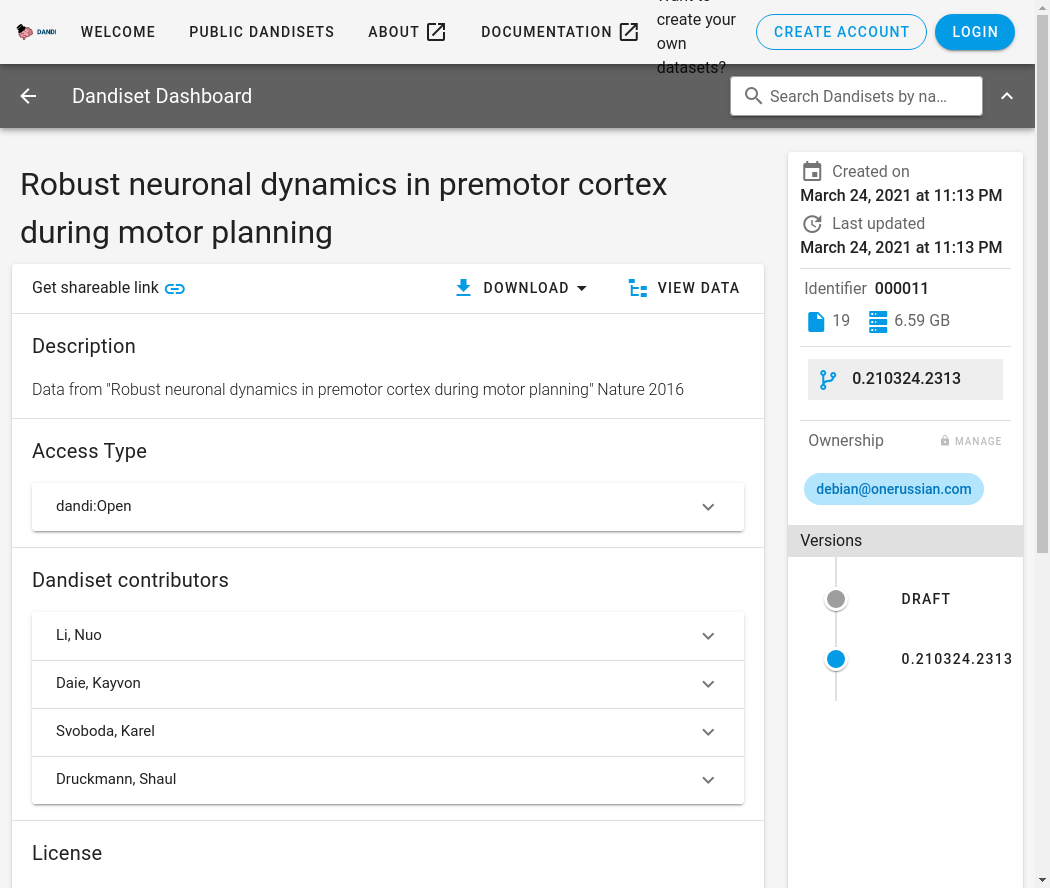 DANDI
WELCOME
PUBLIC DANDISETS
ABOUT
DOCUMENTATION
Want to
create your
own
datasets?
CREATE ACCOUNT
LOGIN
Dandiset Dashboard
Search Dandisets by na…
Robust neuronal dynamics in premotor cortex
during motor planning
Get shareable link
DOWNLOAD
VIEW DATA
Description
Data from "Robust neuronal dynamics in premotor cortex during motor planning" Nature 2016
Access Type
dandi:Open
Dandiset contributors
Li, Nuo
Daie, Kayvon
Svoboda, Karel
Druckmann, Shaul
License
Created on
March 24, 2021 at 11:13 PM
Last updated
March 24, 2021 at 11:13 PM
Identifier 000011
19 6.59 GB
0.210324.2313
Ownership
MANAGE
debian@onerussian.com
Versions
DRAFT
0.210324.2313